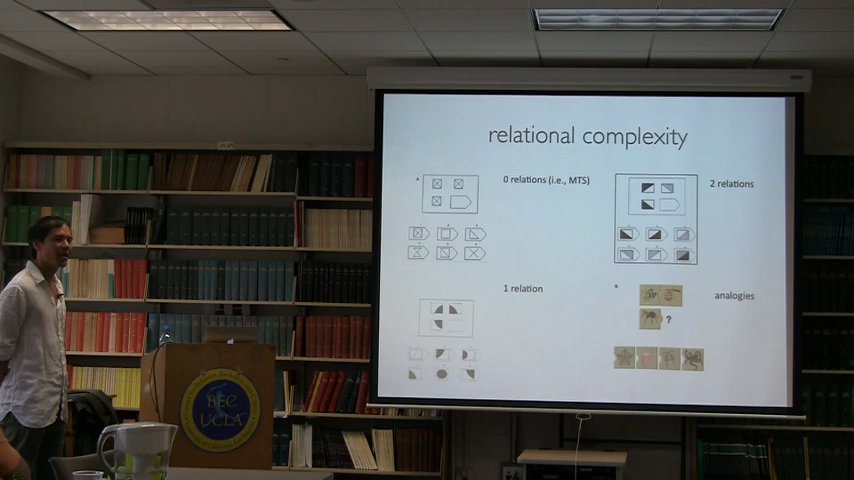 relational complexity
A
0 relations (i.e., MTS)
2 relations
1 relation
B
analogies
?
BEC
UCLA